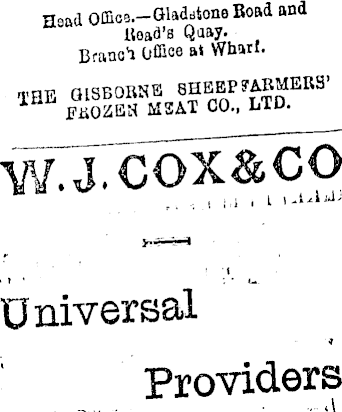 Head Office.—Gladstone Road and
Read's Quay.
Branch Office at Wharf.
THE GISBORNE SHEEPFARMERS'
FROZEN MEAT CO., LTD.
W. J. COX & CO
Universal
Providers